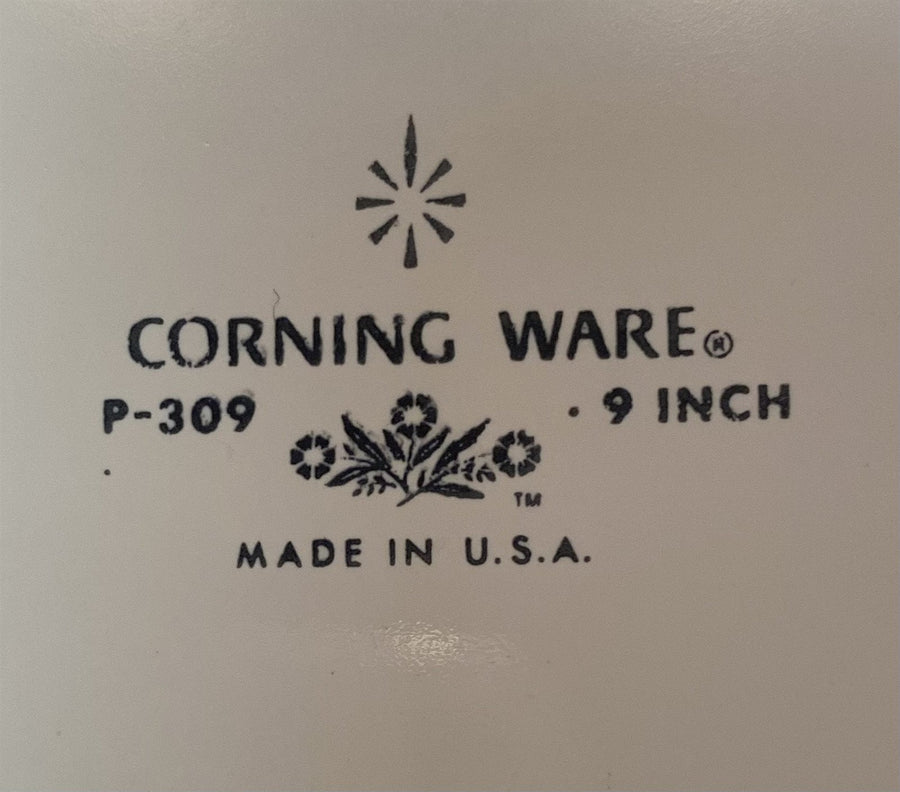 CORNING WARE®
P-309 · 9 INCH
TM
MADE IN U.S.A.